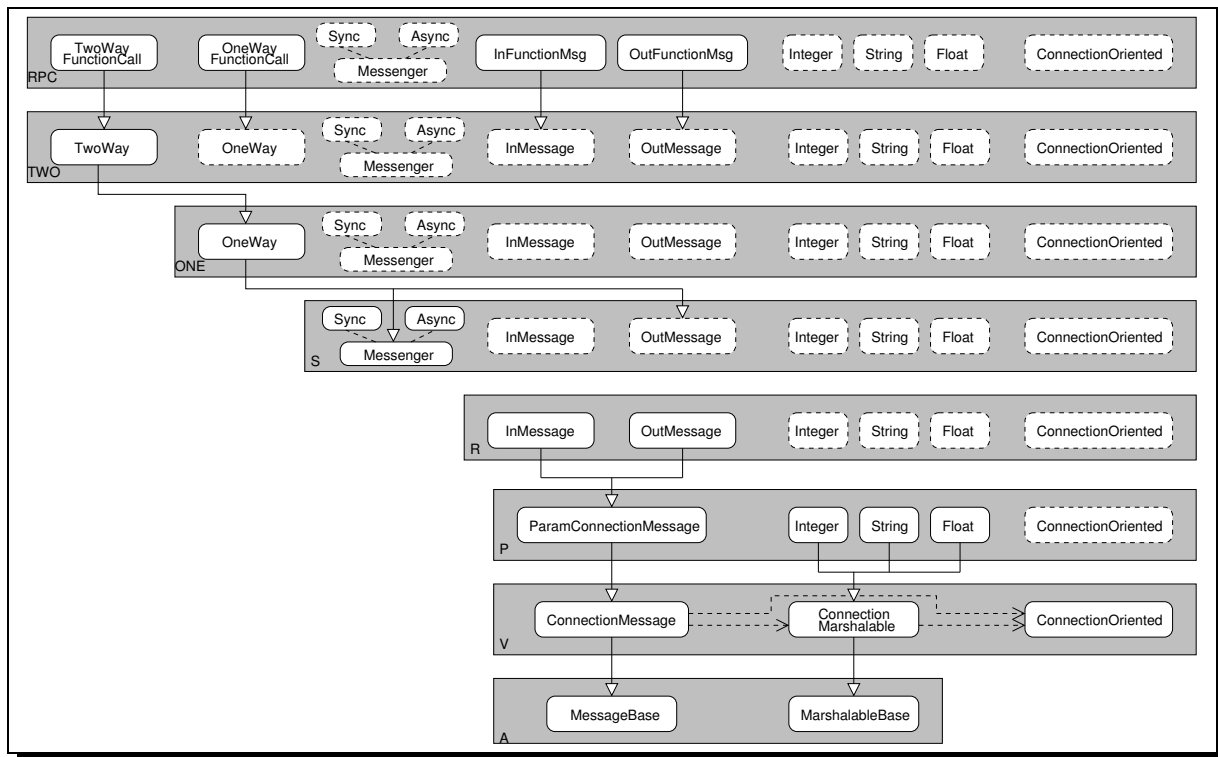 TwoWay
FunctionCall
OneWay
FunctionCall
Sync
Async
Messenger
InFunctionMsg
OutFunctionMsg
Integer
String
Float
ConnectionOriented
RPC
TwoWay
OneWay
Sync
Async
Messenger
InMessage
OutMessage
Integer
String
Float
ConnectionOriented
TWO
OneWay
Sync
Async
Messenger
InMessage
OutMessage
Integer
String
Float
ConnectionOriented
ONE
Sync
Async
Messenger
InMessage
OutMessage
Integer
String
Float
ConnectionOriented
S
InMessage
OutMessage
Integer
String
Float
ConnectionOriented
R
ParamConnectionMessage
Integer
String
Float
ConnectionOriented
P
ConnectionMessage
Connection
Marshalable
ConnectionOriented
V
MessageBase
MarshalableBase
A